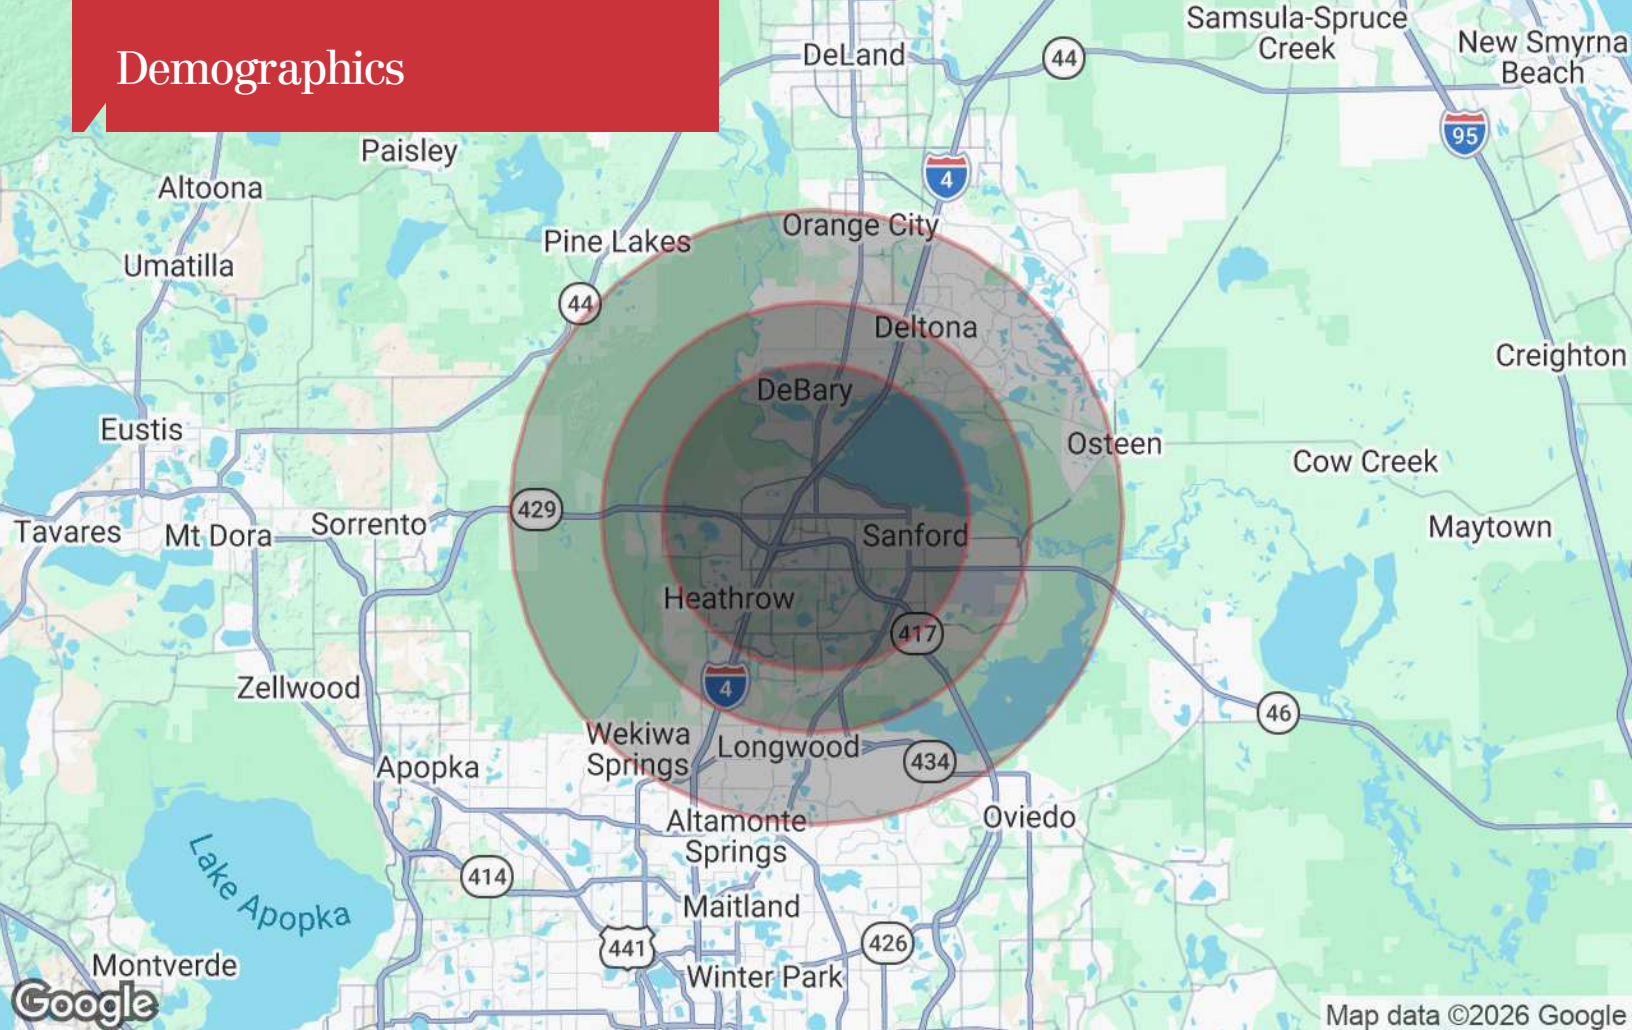 Demographics
Samsula-Spruce
Creek
New Smyrna
Beach
DeLand
44
95
Paisley
Altoona
4
Orange City
Pine Lakes
Umatilla
44
Deltona
Creighton
DeBary
Eustis
Osteen
Cow Creek
429
Tavares
Mt Dora
Sorrento
Sanford
Maytown
Heathrow
417
4
Zellwood
46
Wekiwa
Springs
Longwood
434
Apopka
Altamonte
Springs
Oviedo
Lake Apopka
414
Maitland
441
426
Montverde
Winter Park
Google
Map data ©2026 Google